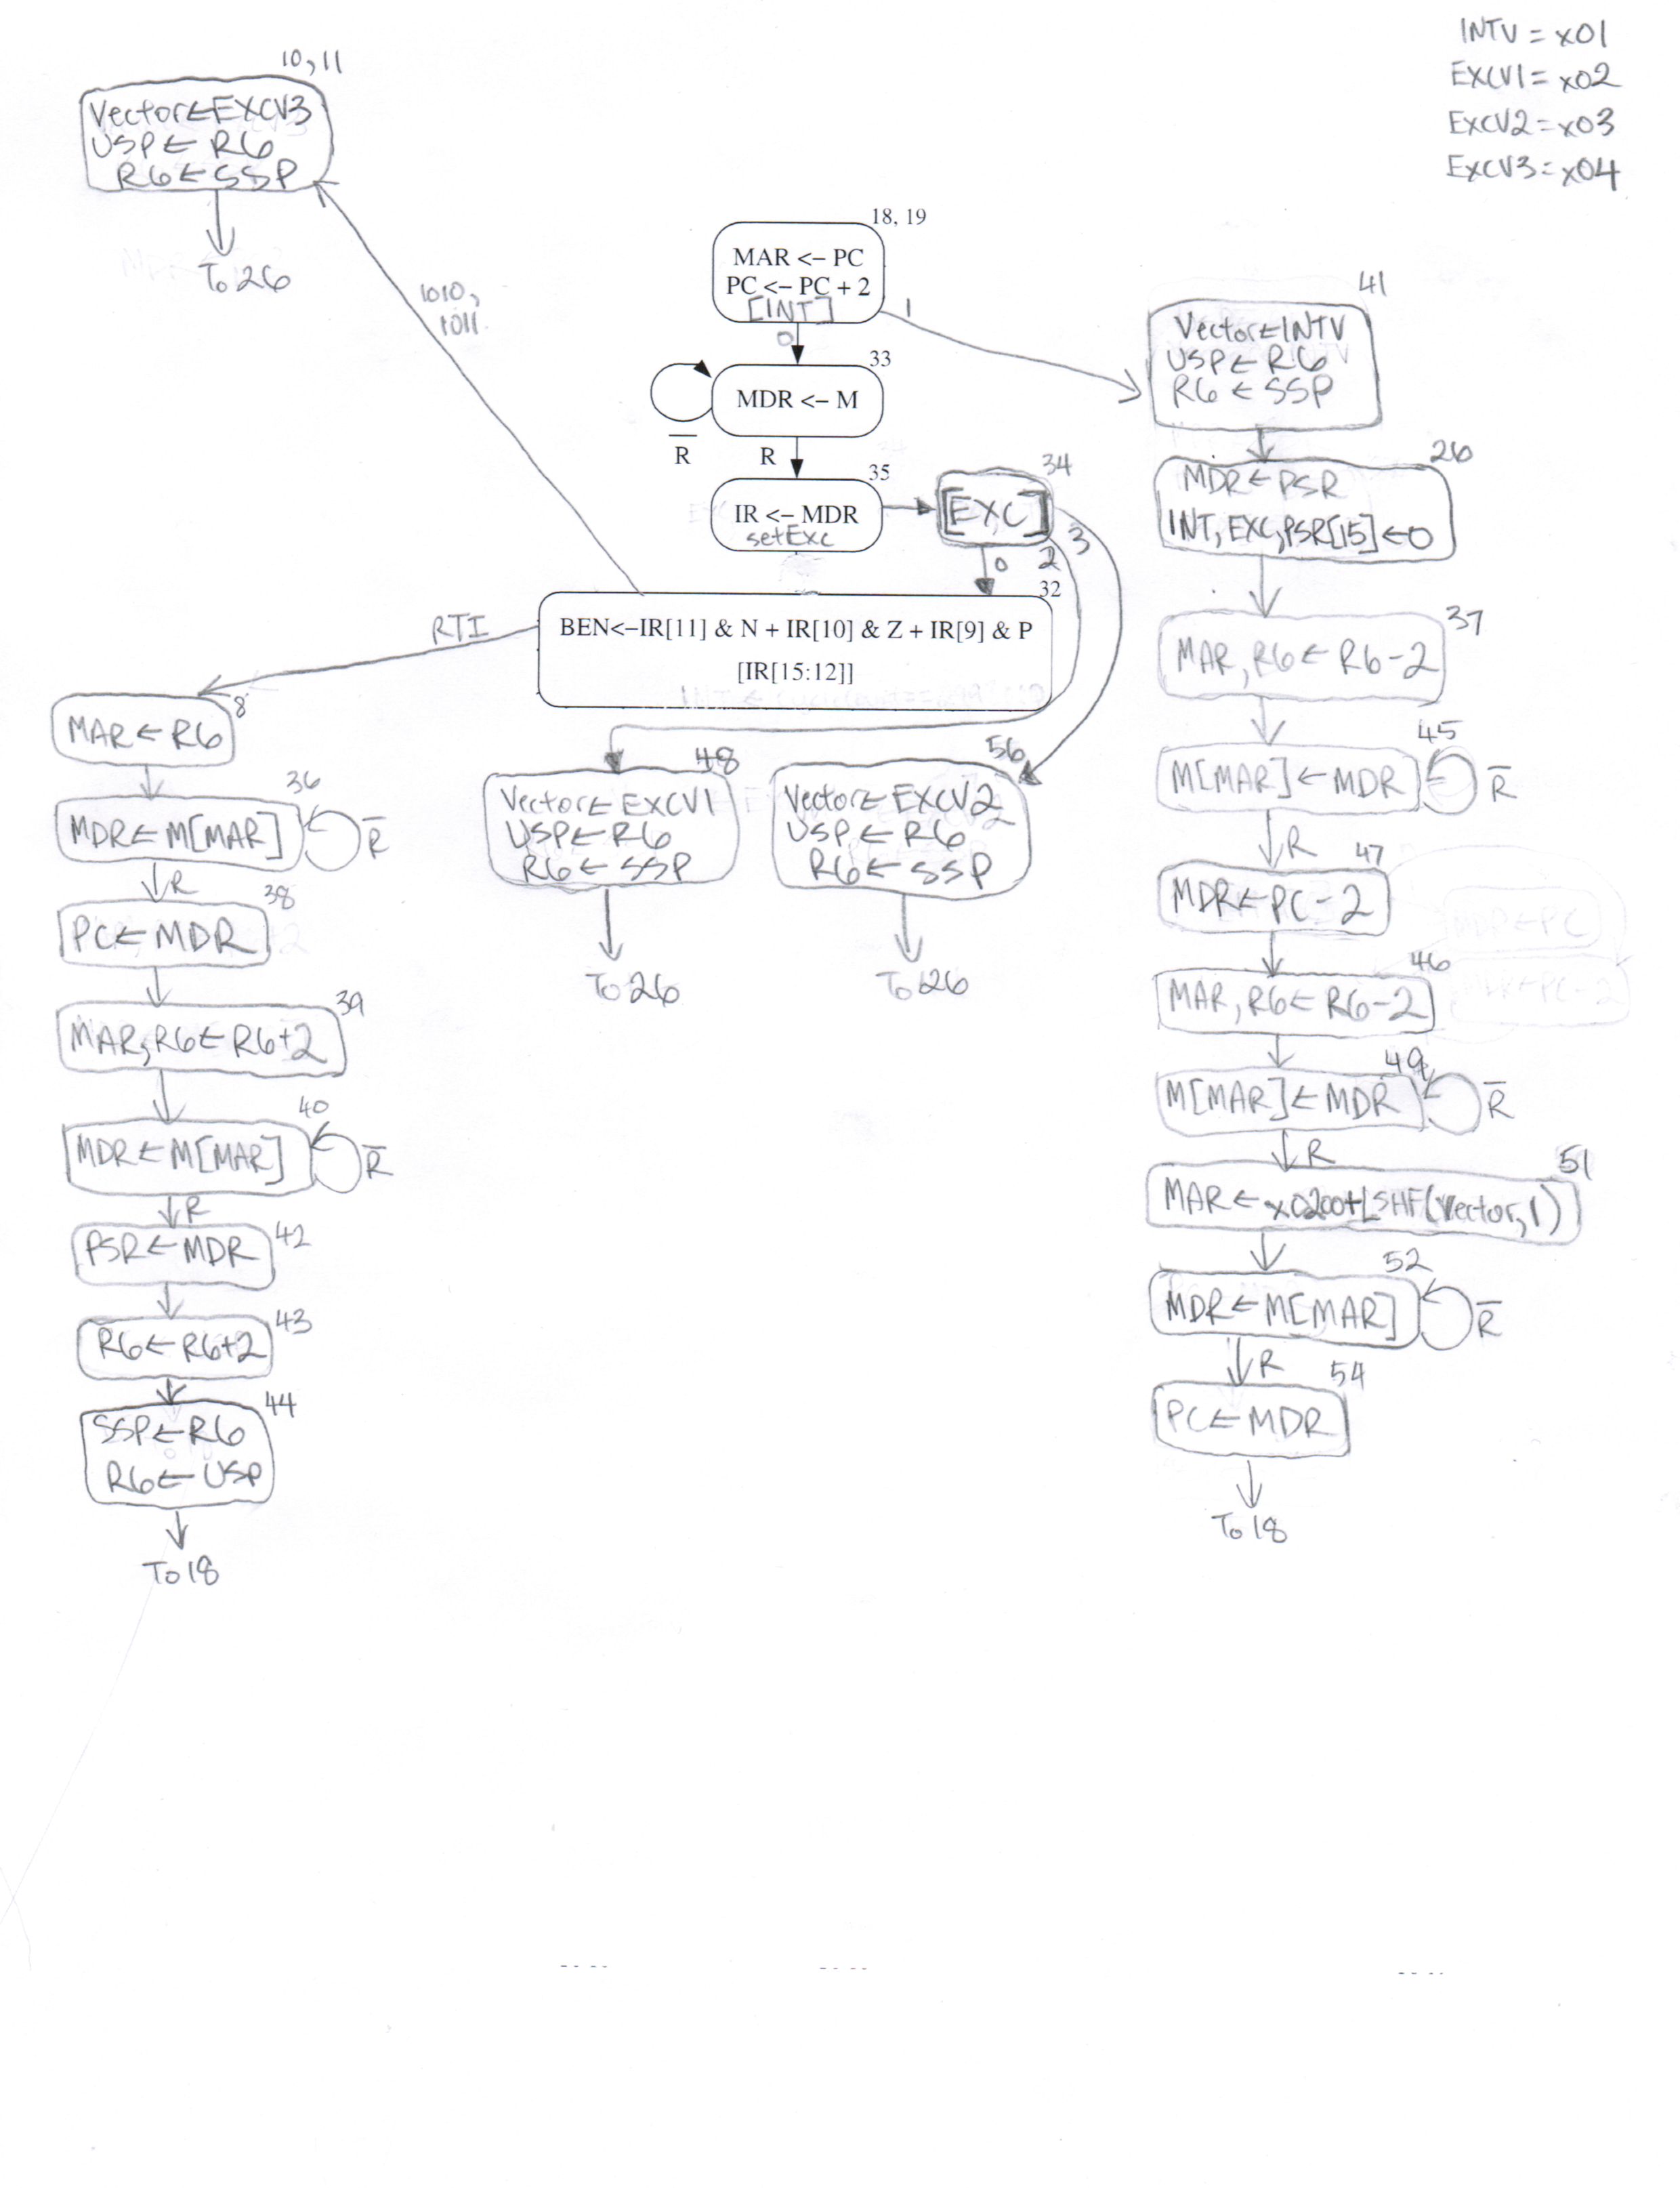 INTV = x01
EXCV1 = x02
EXCV2 = x03
EXCV3 = x04
10, 11
Vector ← EXCV3
USP ← R6
R6 ← SSP
To 26
1010,
1011
18, 19
MAR <– PC
PC <– PC + 2
[INT]
0
1
33
MDR <– M
R̅
R
35
IR <– MDR
setExc
34
[EXC]
0
2
3
32
BEN<–IR[11] & N + IR[10] & Z + IR[9] & P
[IR[15:12]]
RTI
48
Vector ← EXCV1
USP ← R6
R6 ← SSP
To 26
56
Vector ← EXCV2
USP ← R6
R6 ← SSP
To 26
8
MAR ← R6
36
MDR ← M[MAR]
R̅
R
38
PC ← MDR
39
MAR, R6 ← R6+2
40
MDR ← M[MAR]
R̅
R
42
PSR ← MDR
43
R6 ← R6+2
44
SSP ← R6
R6 ← USP
To 18
41
Vector ← INTV
USP ← R6
R6 ← SSP
26
MDR ← PSR
INT, EXC, PSR[15] ← 0
37
MAR, R6 ← R6-2
45
M[MAR] ← MDR
R̅
R
47
MDR ← PC-2
MDR ← PC
MDR ← PC-2
46
MAR, R6 ← R6-2
49
M[MAR] ← MDR
R̅
R
51
MAR ← x0200+LSHF(Vector,1)
52
MDR ← M[MAR]
R̅
R
54
PC ← MDR
To 18